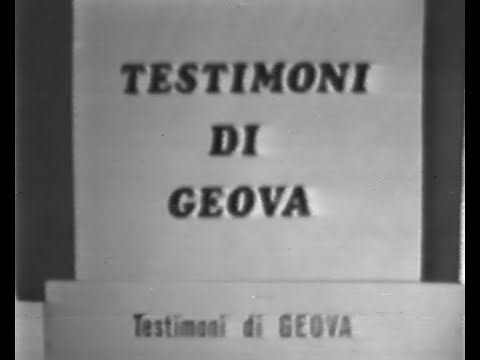 TESTIMONI
DI
GEOVA
Testimoni di GEOVA